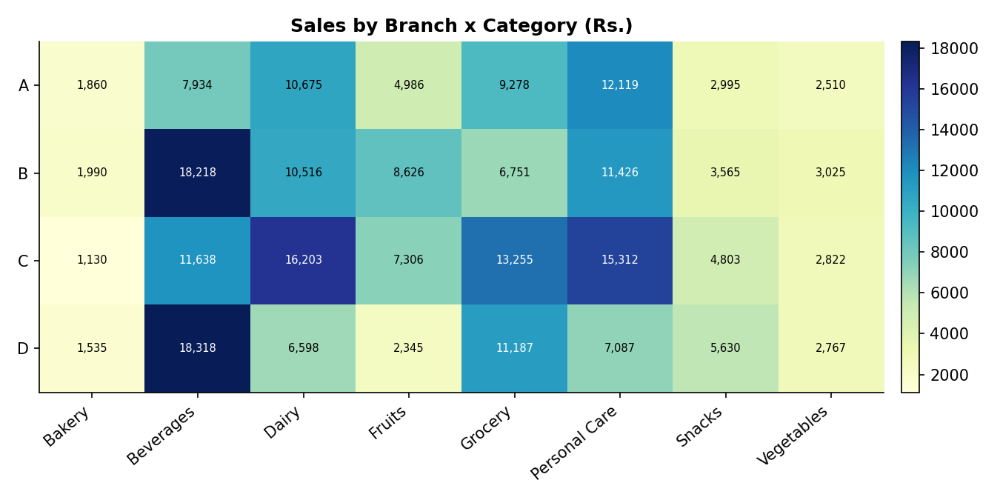 Sales by Branch x Category (Rs.)
A 1,860 7,934 10,675 4,986 9,278 12,119 2,995 2,510
B 1,990 18,218 10,516 8,626 6,751 11,426 3,565 3,025
C 1,130 11,638 16,203 7,306 13,255 15,312 4,803 2,822
D 1,535 18,318 6,598 2,345 11,187 7,087 5,630 2,767
Bakery Beverages Dairy Fruits Grocery Personal Care Snacks Vegetables
18000
16000
14000
12000
10000
8000
6000
4000
2000